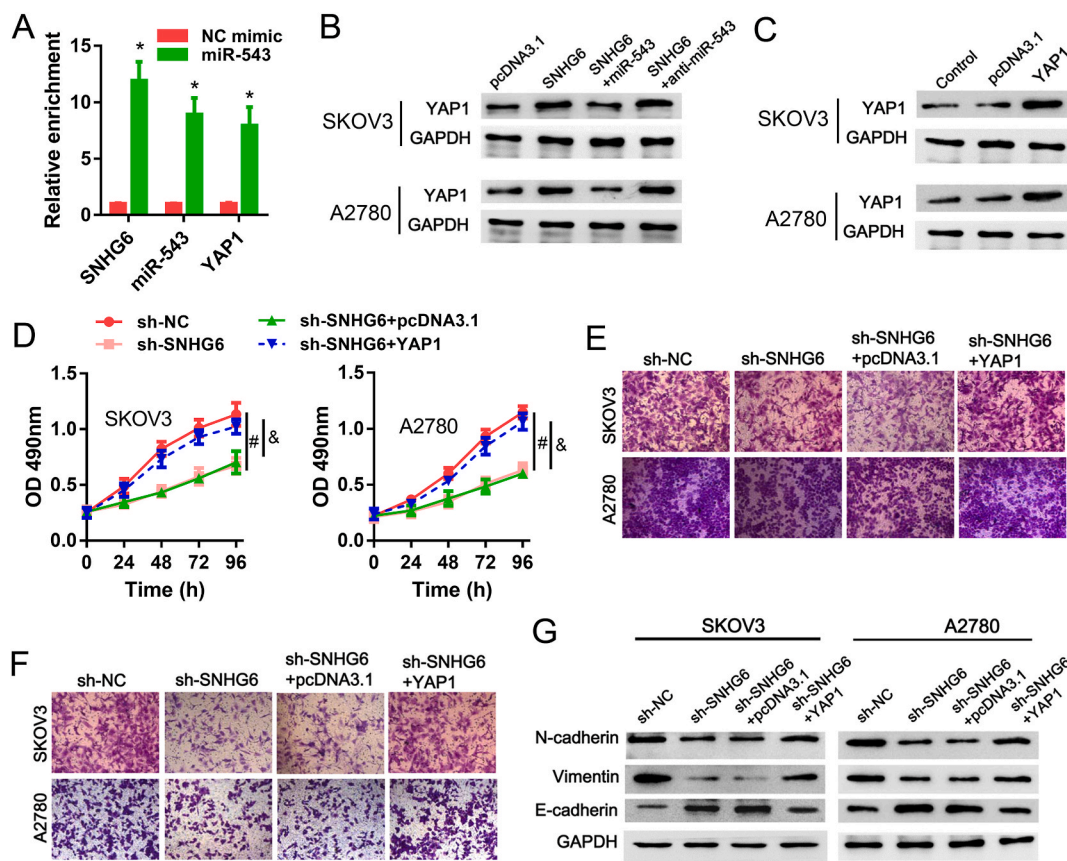 A
NC mimic
miR-543
Relative enrichment
15
10
5
0
*
*
*
SNHG6
miR-543
YAP1
B
pcDNA3.1
SNHG6
SNHG6
+miR-543
SNHG6
+anti-miR-543
SKOV3
YAP1
GAPDH
A2780
YAP1
GAPDH
C
Control
pcDNA3.1
YAP1
SKOV3
YAP1
GAPDH
A2780
YAP1
GAPDH
D
sh-NC
sh-SNHG6
sh-SNHG6+pcDNA3.1
sh-SNHG6+YAP1
OD 490nm
1.5
1.0
0.5
0.0
SKOV3
# &
0 24 48 72 96
Time (h)
OD 490nm
1.5
1.0
0.5
0.0
A2780
# &
0 24 48 72 96
Time (h)
E
sh-NC
sh-SNHG6
sh-SNHG6
+pcDNA3.1
sh-SNHG6
+YAP1
SKOV3
A2780
F
sh-NC
sh-SNHG6
sh-SNHG6
+pcDNA3.1
sh-SNHG6
+YAP1
SKOV3
A2780
G
SKOV3
A2780
sh-NC
sh-SNHG6
sh-SNHG6
+pcDNA3.1
sh-SNHG6
+YAP1
sh-NC
sh-SNHG6
sh-SNHG6
+pcDNA3.1
sh-SNHG6
+YAP1
N-cadherin
Vimentin
E-cadherin
GAPDH